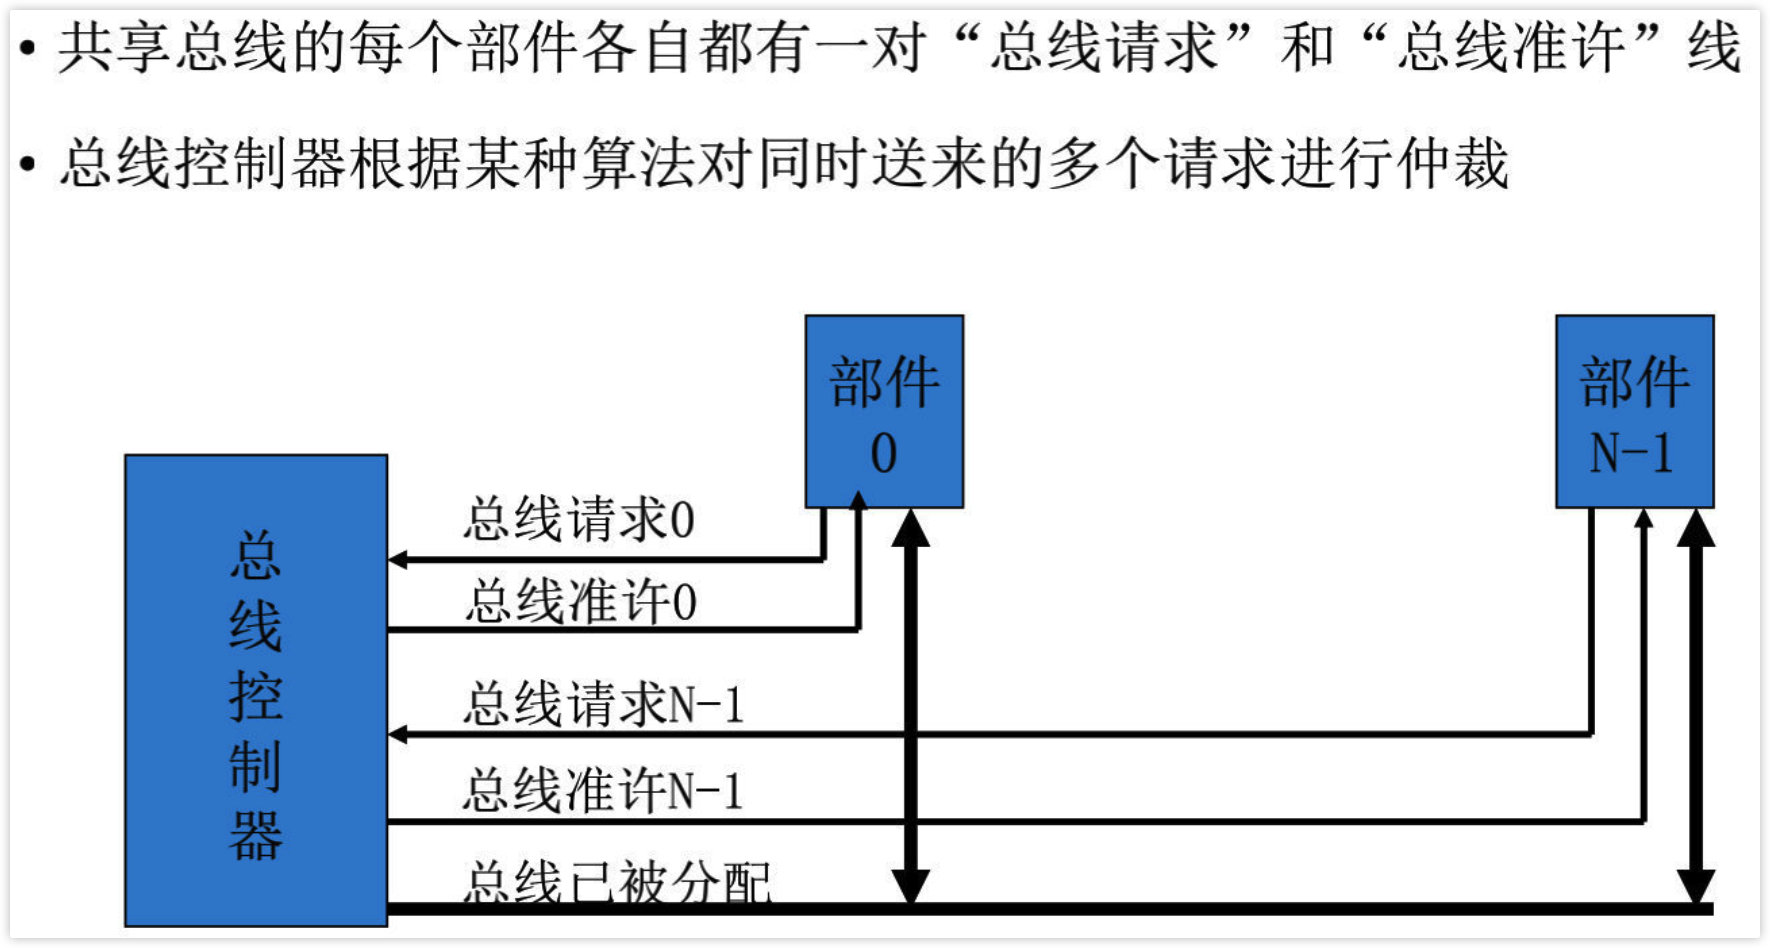 • 共享总线的每个部件各自都有一对“总线请求”和“总线准许”线
• 总线控制器根据某种算法对同时送来的多个请求进行仲裁
部件
0
部件
N-1
总线控制器
总线请求0
总线准许0
总线请求N-1
总线准许N-1
总线已被分配